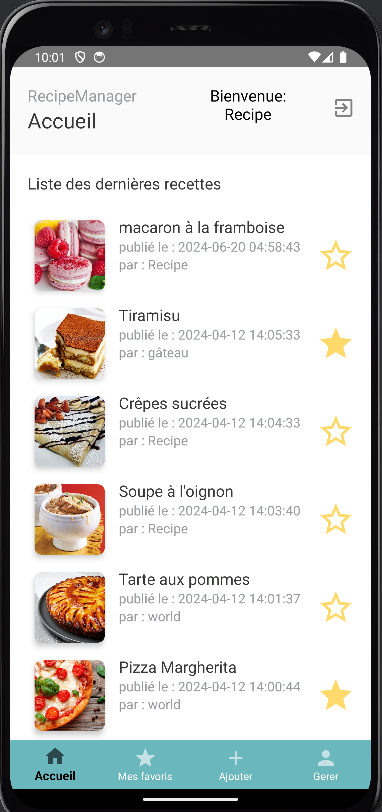 10:01
RecipeManager
Accueil
Bienvenue:
Recipe
Liste des dernières recettes
macaron à la framboise
publié le : 2024-06-20 04:58:43
par : Recipe
Tiramisu
publié le : 2024-04-12 14:05:33
par : gâteau
Crêpes sucrées
publié le : 2024-04-12 14:04:33
par : Recipe
Soupe à l'oignon
publié le : 2024-04-12 14:03:40
par : Recipe
Tarte aux pommes
publié le : 2024-04-12 14:01:37
par : world
Pizza Margherita
publié le : 2024-04-12 14:00:44
par : world
Accueil
Mes favoris
Ajouter
Gerer